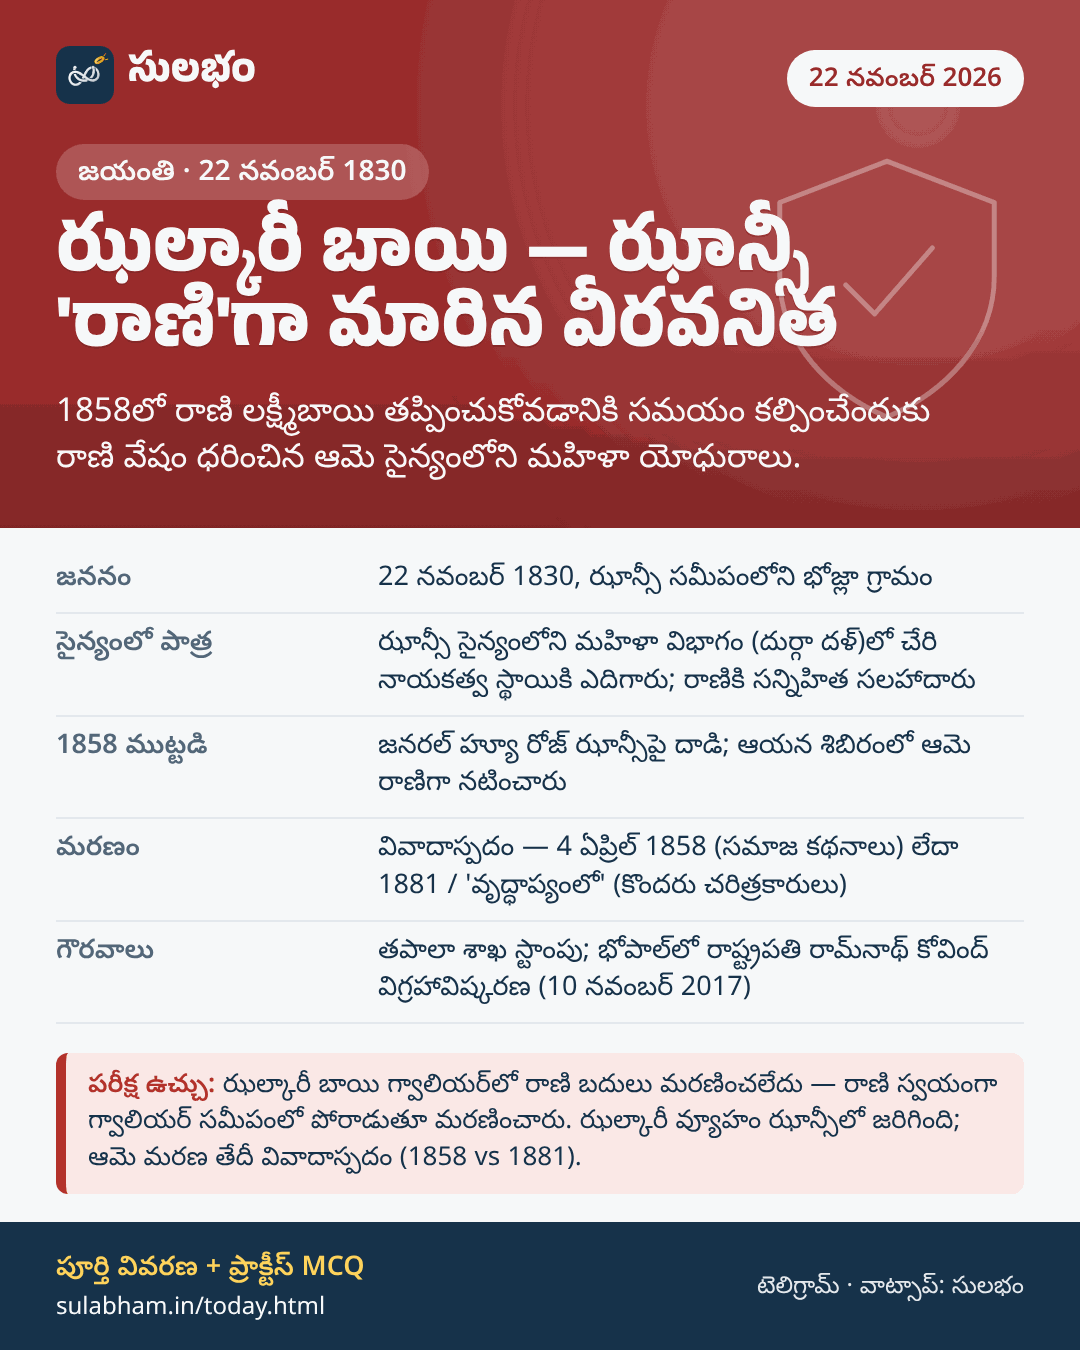 సులభం
22 నవంబర్ 2026
జయంతి · 22 నవంబర్ 1830
ఝల్కారీ బాయి — ఝాన్సీ
'రాణి'గా మారిన వీరవనిత
1858లో రాణి లక్ష్మీబాయి తప్పించుకోవడానికి సమయం కల్పించేందుకు
రాణి వేషం ధరించిన ఆమె సైన్యంలోని మహిళా యోధురాలు.
జననం
22 నవంబర్ 1830, ఝాన్సీ సమీపంలోని భోజ్లా గ్రామం
సైన్యంలో పాత్ర
ఝాన్సీ సైన్యంలోని మహిళా విభాగం (దుర్గా దళ్)లో చేరి
నాయకత్వ స్థాయికి ఎదిగారు; రాణికి సన్నిహిత సలహాదారు
1858 ముట్టడి
జనరల్ హ్యూ రోజ్ ఝాన్సీపై దాడి; ఆయన శిబిరంలో ఆమె
రాణిగా నటించారు
మరణం
వివాదాస్పదం — 4 ఏప్రిల్ 1858 (సమాజ కథనాలు) లేదా
1881 / 'వృద్ధాప్యంలో' (కొందరు చరిత్రకారులు)
గౌరవాలు
తపాలా శాఖ స్టాంపు; భోపాల్‌లో రాష్ట్రపతి రామ్‌నాథ్ కోవింద్
విగ్రహావిష్కరణ (10 నవంబర్ 2017)
పరీక్ష ఉచ్చు: ఝల్కారీ బాయి గ్వాలియర్‌లో రాణి బదులు మరణించలేదు — రాణి స్వయంగా
గ్వాలియర్ సమీపంలో పోరాడుతూ మరణించారు. ఝల్కారీ వ్యూహం ఝాన్సీలో జరిగింది;
ఆమె మరణ తేదీ వివాదాస్పదం (1858 vs 1881).
పూర్తి వివరణ + ప్రాక్టీస్ MCQ
sulabham.in/today.html
టెలిగ్రామ్ · వాట్సాప్: సులభం